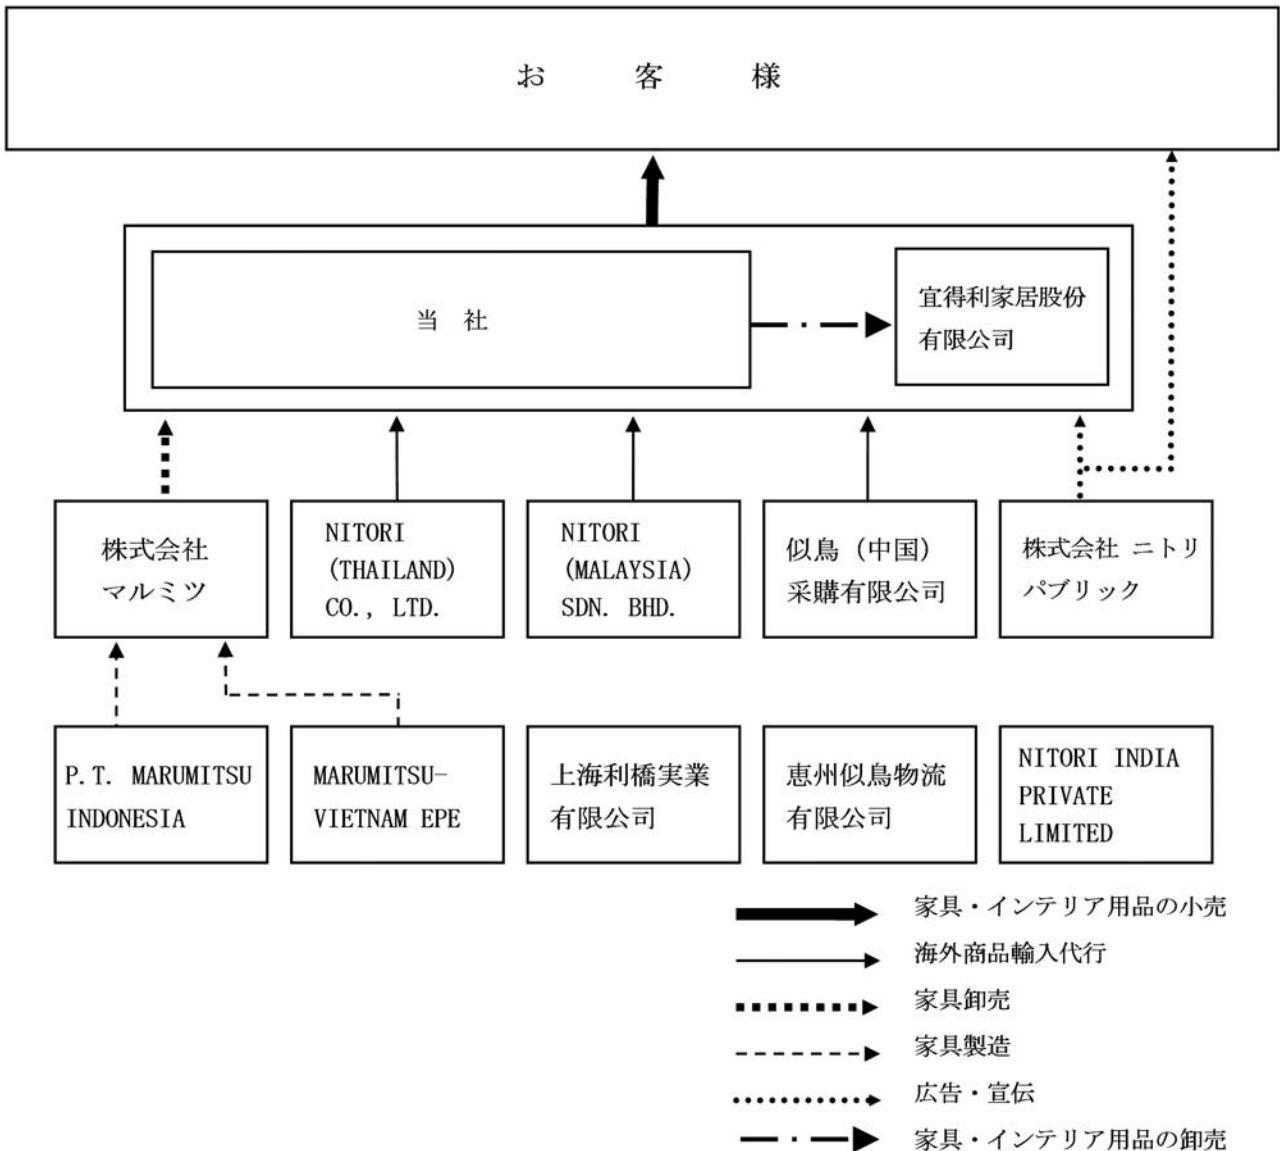 お客様
当社
宜得利家居股份
有限公司
株式会社
マルミツ
NITORI
(THAILAND)
CO., LTD.
NITORI
(MALAYSIA)
SDN. BHD.
似鳥（中国）
采購有限公司
株式会社 ニトリ
パブリック
P.T. MARUMITSU
INDONESIA
MARUMITSU-
VIETNAM EPE
上海利橋実業
有限公司
恵州似鳥物流
有限公司
NITORI INDIA
PRIVATE
LIMITED
家具・インテリア用品の小売
海外商品輸入代行
家具卸売
家具製造
広告・宣伝
家具・インテリア用品の卸売